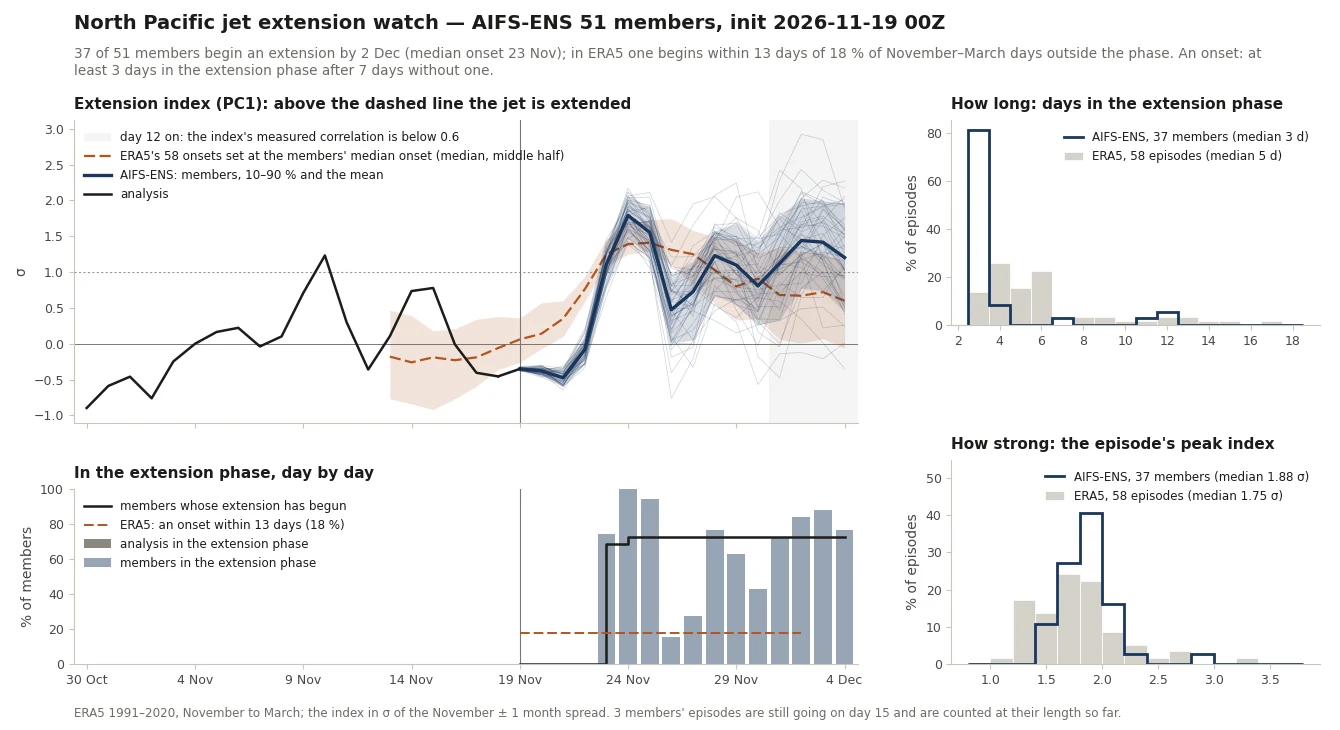 North Pacific jet extension watch — AIFS-ENS 51 members, init 2026-11-19 00Z
37 of 51 members begin an extension by 2 Dec (median onset 23 Nov); in ERA5 one begins within 13 days of 18 % of November–March days outside the phase. An onset: at
least 3 days in the extension phase after 7 days without one.
Extension index (PC1): above the dashed line the jet is extended
day 12 on: the index's measured correlation is below 0.6
ERA5's 58 onsets set at the members' median onset (median, middle half)
AIFS-ENS: members, 10–90 % and the mean
analysis
σ
3.0
2.5
2.0
1.5
1.0
0.5
0.0
−0.5
−1.0
How long: days in the extension phase
AIFS-ENS, 37 members (median 3 d)
ERA5, 58 episodes (median 5 d)
% of episodes
80
60
40
20
0
2 4 6 8 10 12 14 16 18
In the extension phase, day by day
members whose extension has begun
ERA5: an onset within 13 days (18 %)
analysis in the extension phase
members in the extension phase
% of members
100
80
60
40
20
0
30 Oct 4 Nov 9 Nov 14 Nov 19 Nov 24 Nov 29 Nov 4 Dec
How strong: the episode's peak index
AIFS-ENS, 37 members (median 1.88 σ)
ERA5, 58 episodes (median 1.75 σ)
% of episodes
50
40
30
20
10
0
1.0 1.5 2.0 2.5 3.0 3.5
ERA5 1991–2020, November to March; the index in σ of the November ± 1 month spread. 3 members' episodes are still going on day 15 and are counted at their length so far.